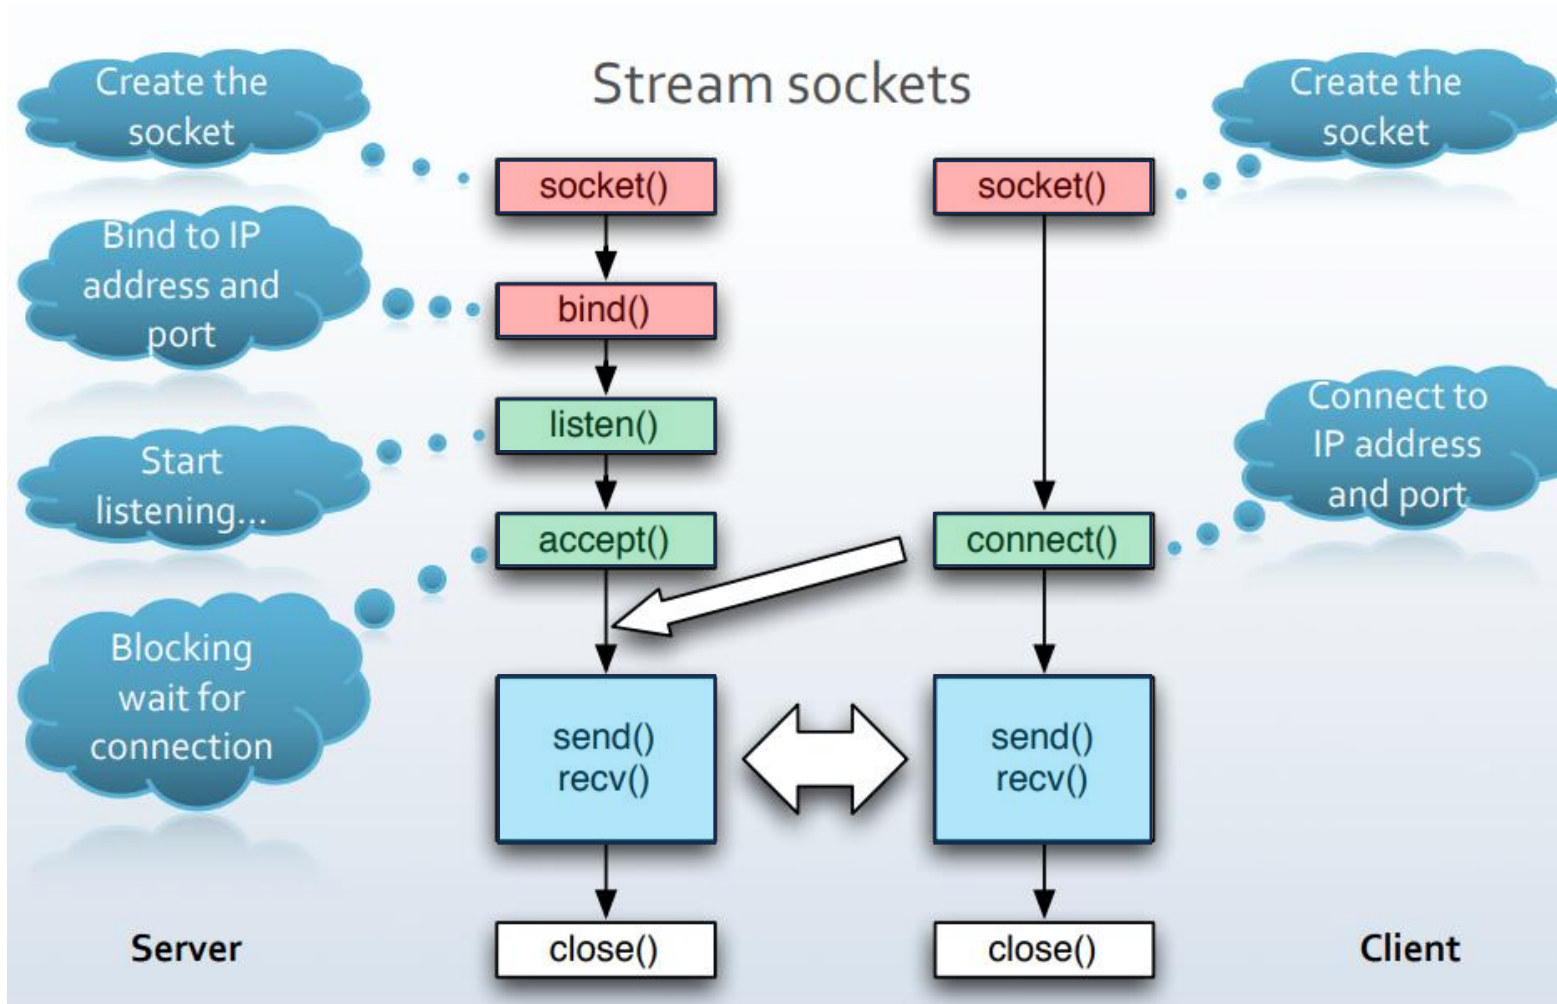 Stream sockets
Create the
socket
Bind to IP
address and
port
Start
listening...
Blocking
wait for
connection
socket()
bind()
listen()
accept()
send()
recv()
close()
Server
socket()
connect()
send()
recv()
close()
Create the
socket
Connect to
IP address
and port
Client